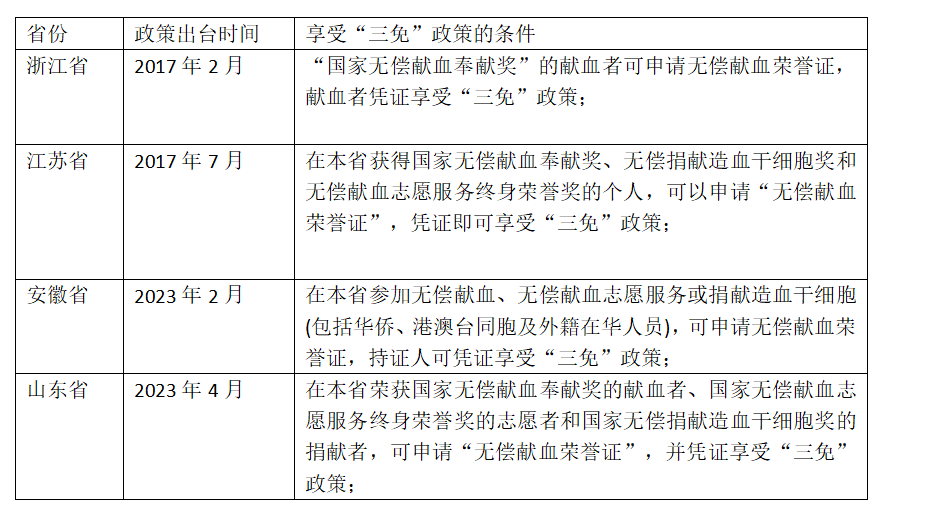 省份 政策出台时间 享受“三免”政策的条件
浙江省 2017 年 2 月 “国家无偿献血奉献奖”的献血者可申请无偿献血荣誉证，
献血者凭证享受“三免”政策；
江苏省 2017 年 7 月 在本省获得国家无偿献血奉献奖、无偿捐献造血干细胞奖和
无偿献血志愿服务终身荣誉奖的个人，可以申请“无偿献血
荣誉证”，凭证即可享受“三免”政策；
安徽省 2023 年 2 月 在本省参加无偿献血、无偿献血志愿服务或捐献造血干细胞
(包括华侨、港澳台同胞及外籍在华人员)，可申请无偿献血荣
誉证，持证人可凭证享受“三免”政策；
山东省 2023 年 4 月 在本省荣获国家无偿献血奉献奖的献血者、国家无偿献血志
愿服务终身荣誉奖的志愿者和国家无偿捐献造血干细胞奖的
捐献者，可申请“无偿献血荣誉证”，并凭证享受“三免”
政策；